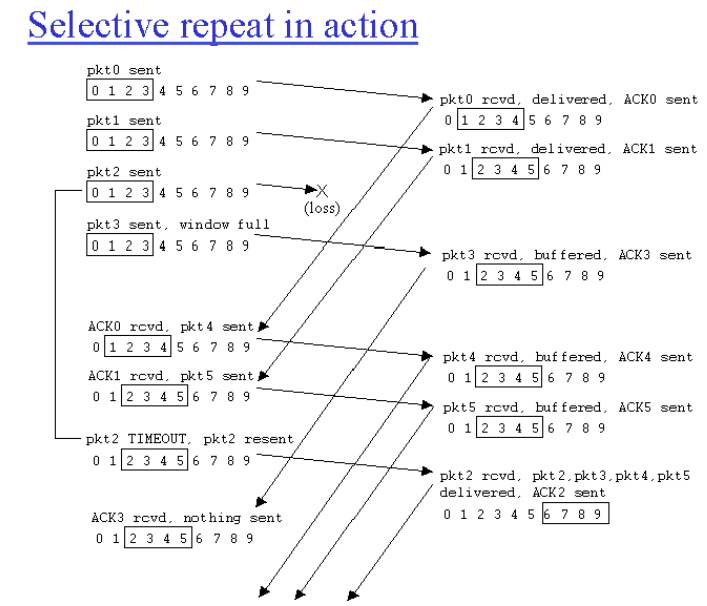 Selective repeat in action
pkt0 sent
0 1 2 3 4 5 6 7 8 9
pkt1 sent
0 1 2 3 4 5 6 7 8 9
pkt2 sent
0 1 2 3 4 5 6 7 8 9
X
(loss)
pkt3 sent, window full
0 1 2 3 4 5 6 7 8 9
ACK0 rcvd, pkt4 sent
0 1 2 3 4 5 6 7 8 9
ACK1 rcvd, pkt5 sent
0 1 2 3 4 5 6 7 8 9
pkt2 TIMEOUT, pkt2 resent
0 1 2 3 4 5 6 7 8 9
ACK3 rcvd, nothing sent
0 1 2 3 4 5 6 7 8 9
pkt0 rcvd, delivered, ACK0 sent
0 1 2 3 4 5 6 7 8 9
pkt1 rcvd, delivered, ACK1 sent
0 1 2 3 4 5 6 7 8 9
pkt3 rcvd, buffered, ACK3 sent
0 1 2 3 4 5 6 7 8 9
pkt4 rcvd, buffered, ACK4 sent
0 1 2 3 4 5 6 7 8 9
pkt5 rcvd, buffered, ACK5 sent
0 1 2 3 4 5 6 7 8 9
pkt2 rcvd, pkt2,pkt3,pkt4,pkt5
delivered, ACK2 sent
0 1 2 3 4 5 6 7 8 9